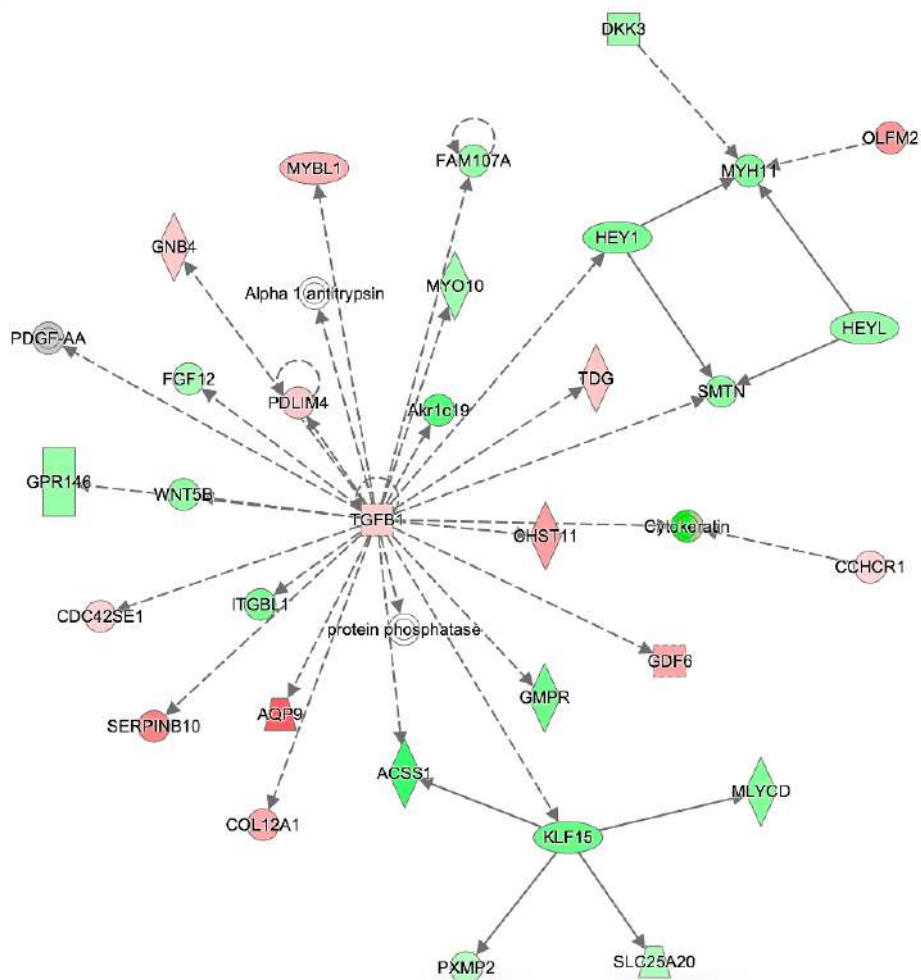 DKK3
OLFM2
MYBL1
FAM107A
MYH11
GNB4
HEY1
Alpha 1 antitrypsin
MYO10
PDGF-AA
HEYL
FGF12
PDLIM4
TDG
SMTN
Akr1c19
GPR146
WNT5B
TGFB1
CHST11
Cytokeratin
CCHCR1
CDC42SE1
ITGBL1
protein phosphatase
GDF6
SERPINB10
AQP9
GMPR
ACSS1
MLYCD
COL12A1
KLF15
PXMP2
SLC25A20